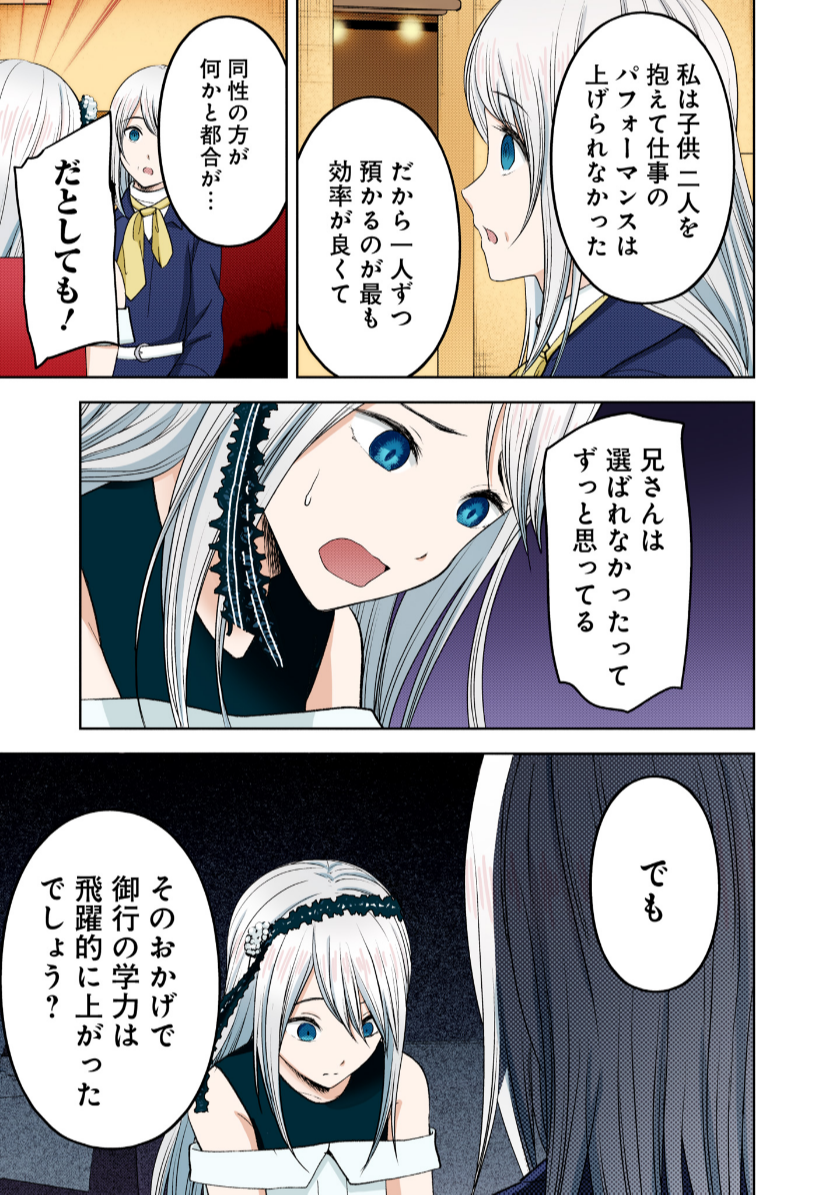 私は子供二人を
抱えて仕事の
パフォーマンスは
上げられなかった
だから一人ずつ
預かるのが最も
効率が良くて
同性の方が
何かと都合が…
だとしても！
兄さんは
選ばれなかったって
ずっと思ってる
でも
そのおかげで
御行の学力は
飛躍的に上がった
でしょう？